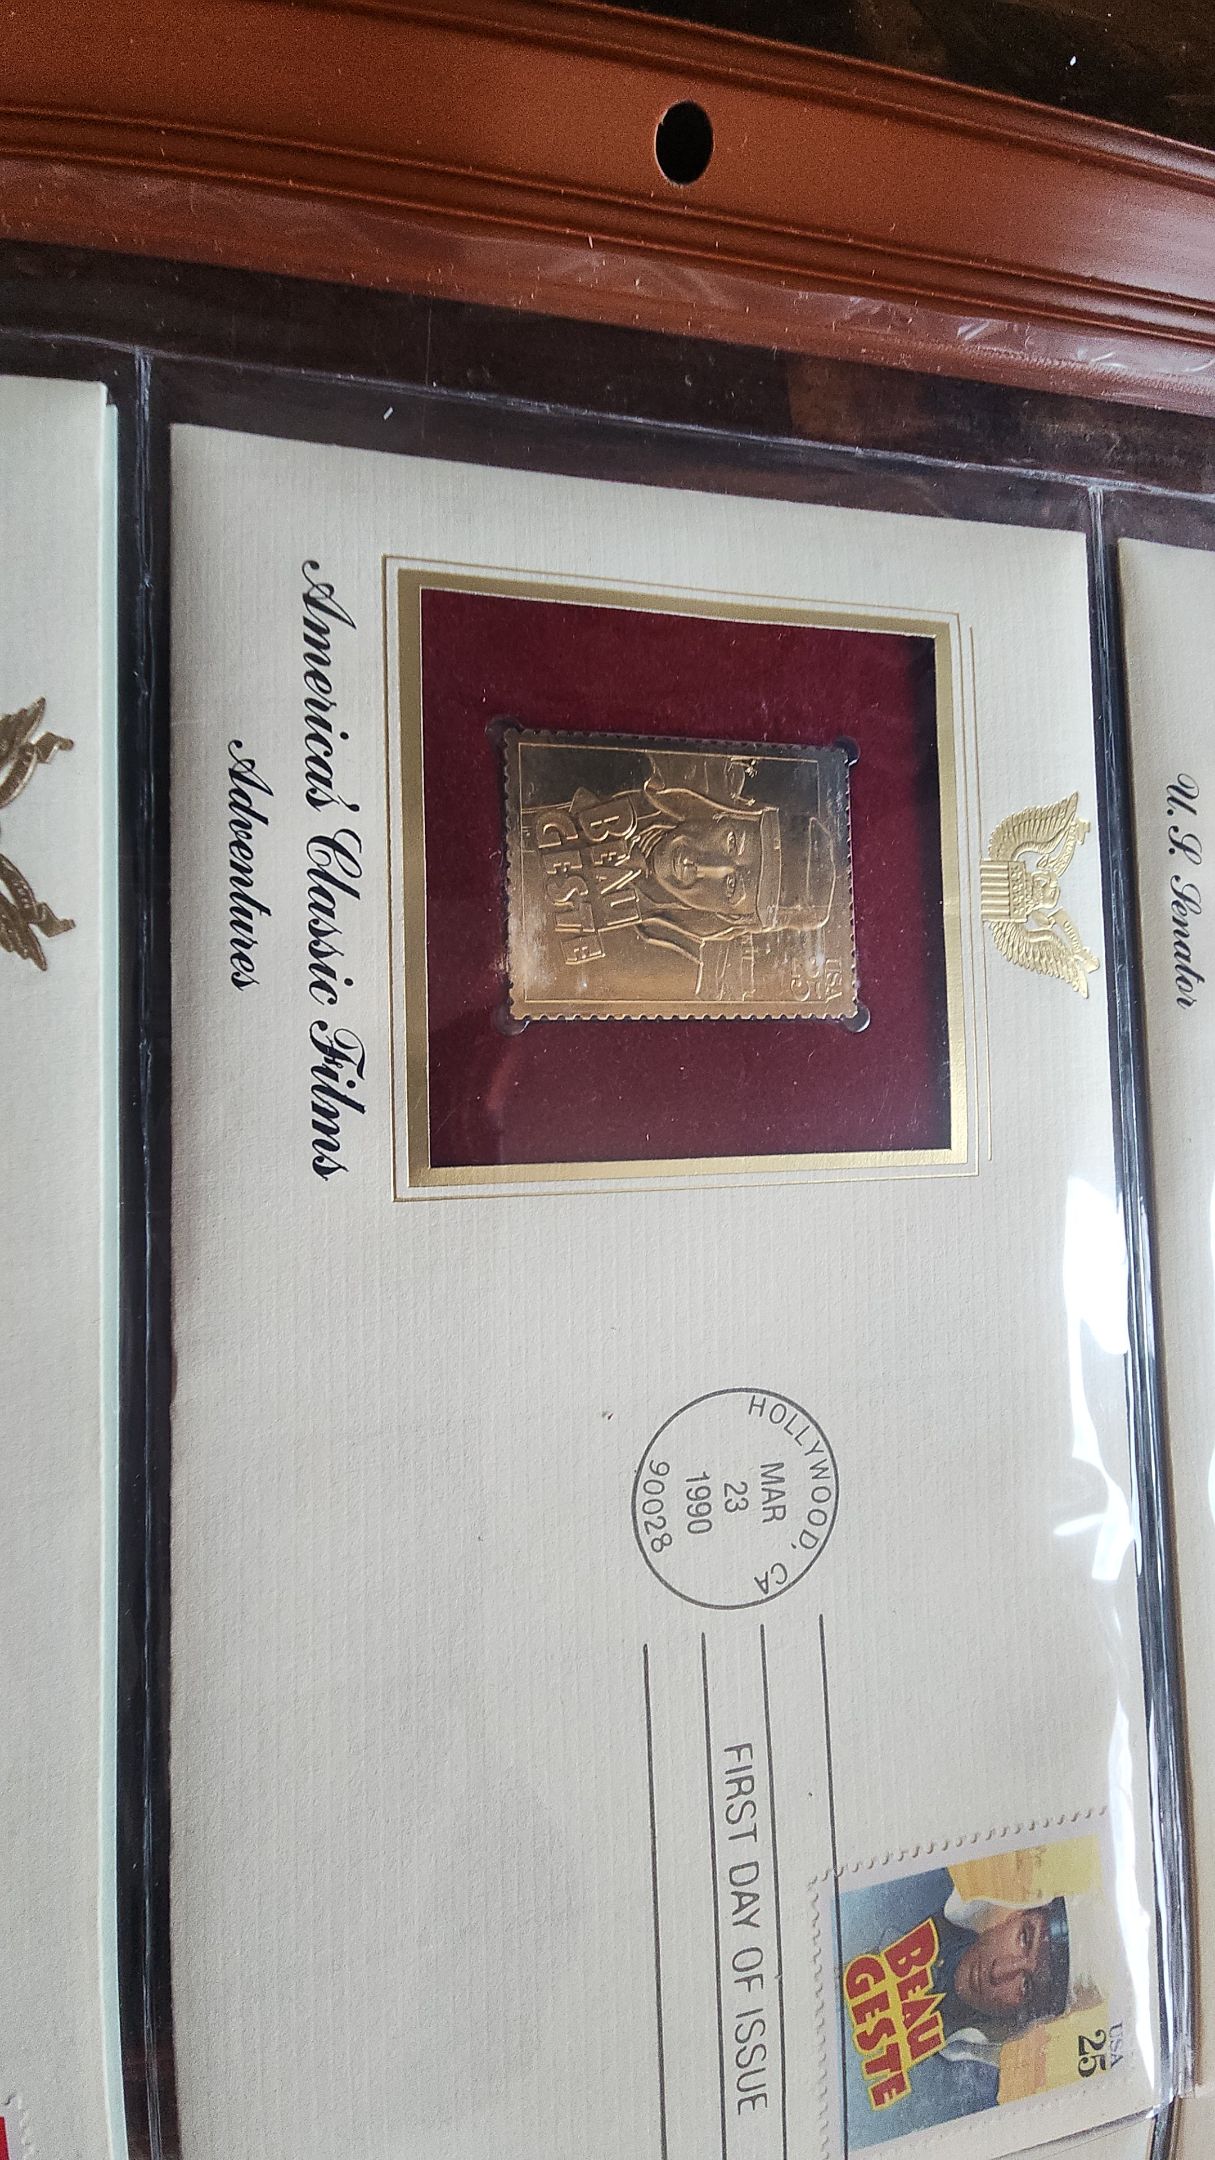 U. S. Senator
USA
25
BEAU
GESTE
America's Classic Films
Adventures
HOLLYWOOD, CA
MAR
23
1990
90028
FIRST DAY OF ISSUE
USA
25
BEAU
GESTE